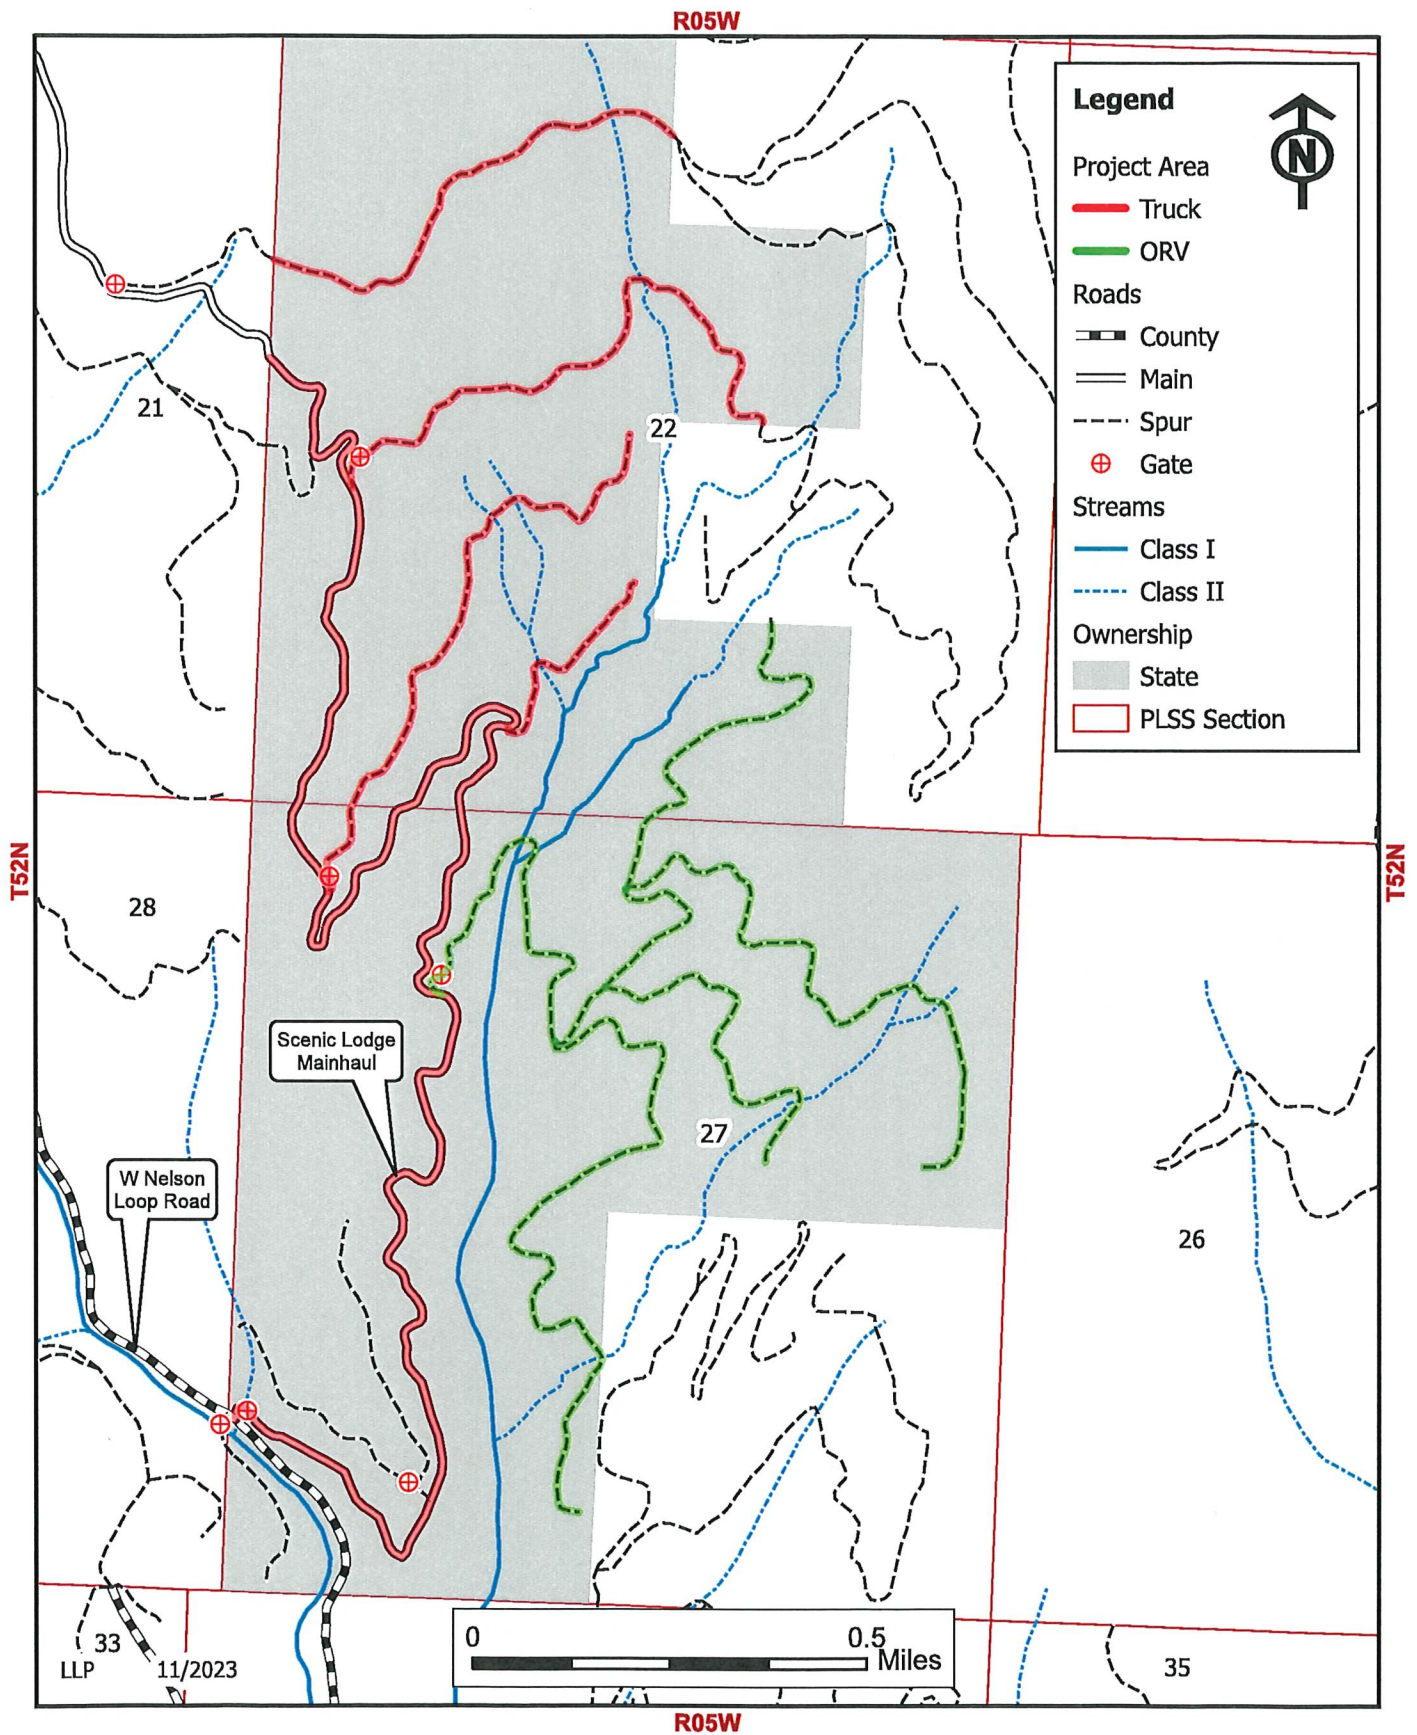 R05W
Legend
N
Project Area
Truck
ORV
Roads
County
Main
Spur
Gate
Streams
Class I
Class II
Ownership
State
PLSS Section
21
22
T52N
T52N
28
Scenic Lodge
Mainhaul
27
W Nelson
Loop Road
26
0 0.5
Miles
33
LLP 11/2023
35
R05W